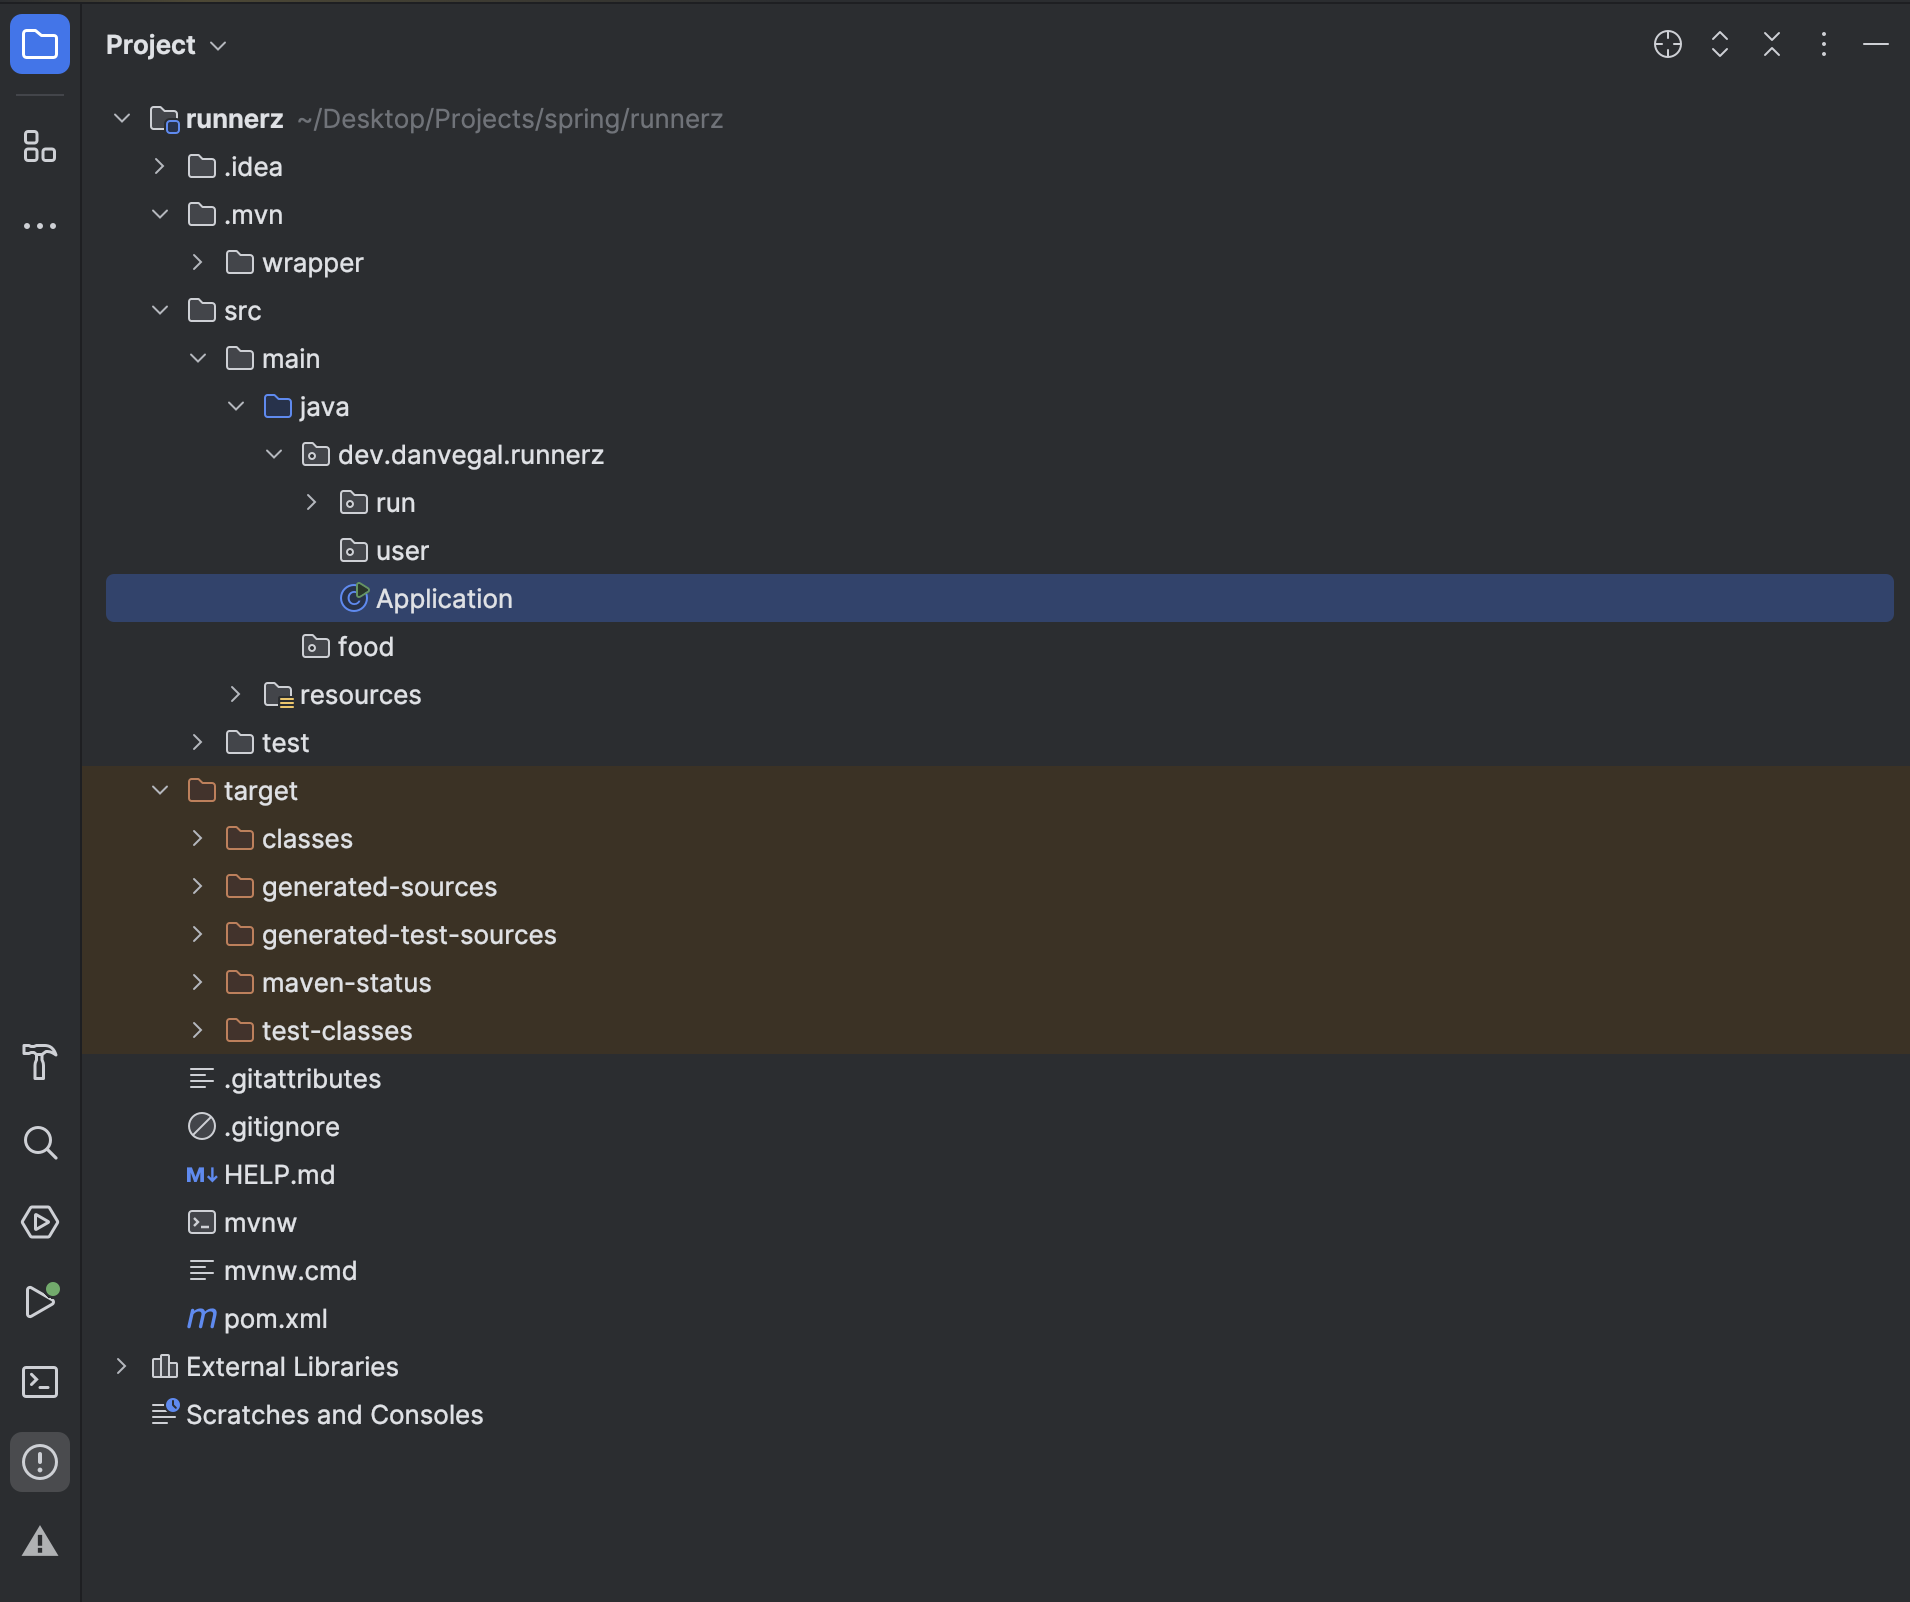 Project
runnerz ~/Desktop/Projects/spring/runnerz
.idea
.mvn
wrapper
src
main
java
dev.danvegal.runnerz
run
user
Application
food
resources
test
target
classes
generated-sources
generated-test-sources
maven-status
test-classes
.gitattributes
.gitignore
M↓ HELP.md
mvnw
mvnw.cmd
m pom.xml
External Libraries
Scratches and Consoles